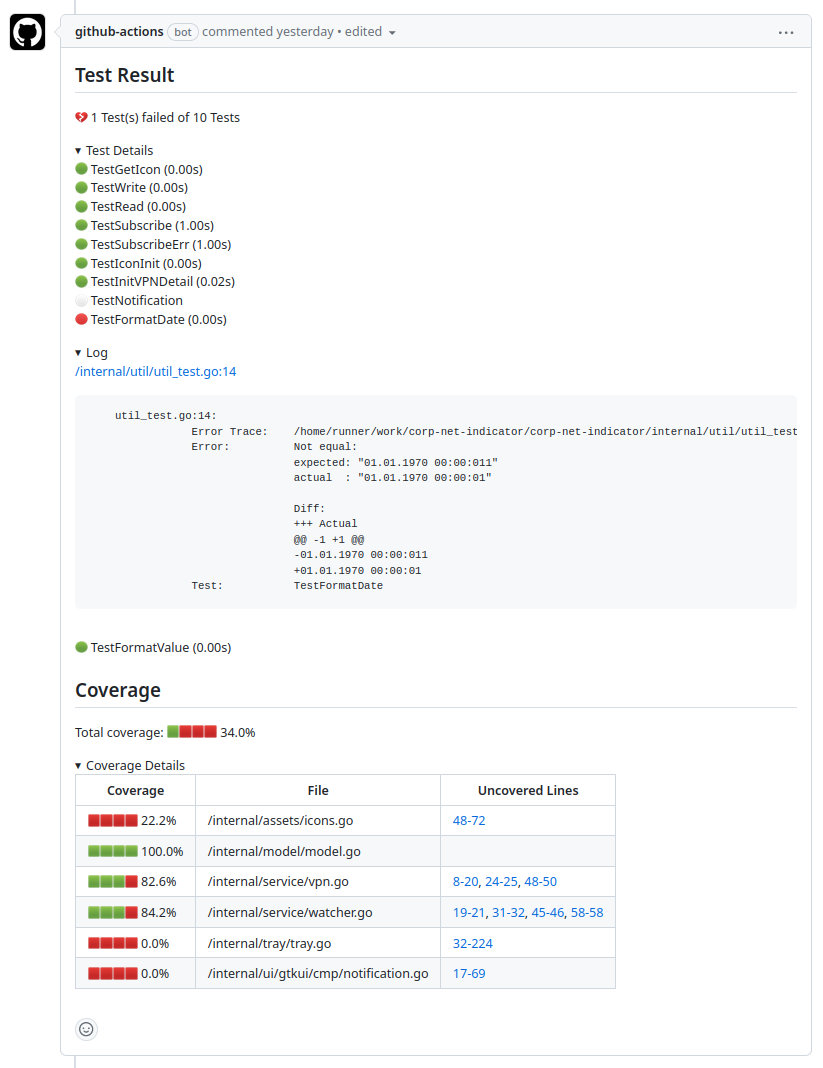 github-actions bot commented yesterday • edited
Test Result
1 Test(s) failed of 10 Tests
Test Details
TestGetIcon (0.00s)
TestWrite (0.00s)
TestRead (0.00s)
TestSubscribe (1.00s)
TestSubscribeErr (1.00s)
TestIconInit (0.00s)
TestInitVPNDetail (0.02s)
TestNotification
TestFormatDate (0.00s)
Log
/internal/util/util_test.go:14
util_test.go:14:
Error Trace: /home/runner/work/corp-net-indicator/corp-net-indicator/internal/util/util_test
Error: Not equal:
expected: "01.01.1970 00:00:011"
actual  : "01.01.1970 00:00:01"
Diff:
+++ Actual
@@ -1 +1 @@
-01.01.1970 00:00:011
+01.01.1970 00:00:01
Test: TestFormatDate
TestFormatValue (0.00s)
Coverage
Total coverage: 34.0%
Coverage Details
Coverage File Uncovered Lines
22.2% /internal/assets/icons.go 48-72
100.0% /internal/model/model.go
82.6% /internal/service/vpn.go 8-20, 24-25, 48-50
84.2% /internal/service/watcher.go 19-21, 31-32, 45-46, 58-58
0.0% /internal/tray/tray.go 32-224
0.0% /internal/ui/gtkui/cmp/notification.go 17-69